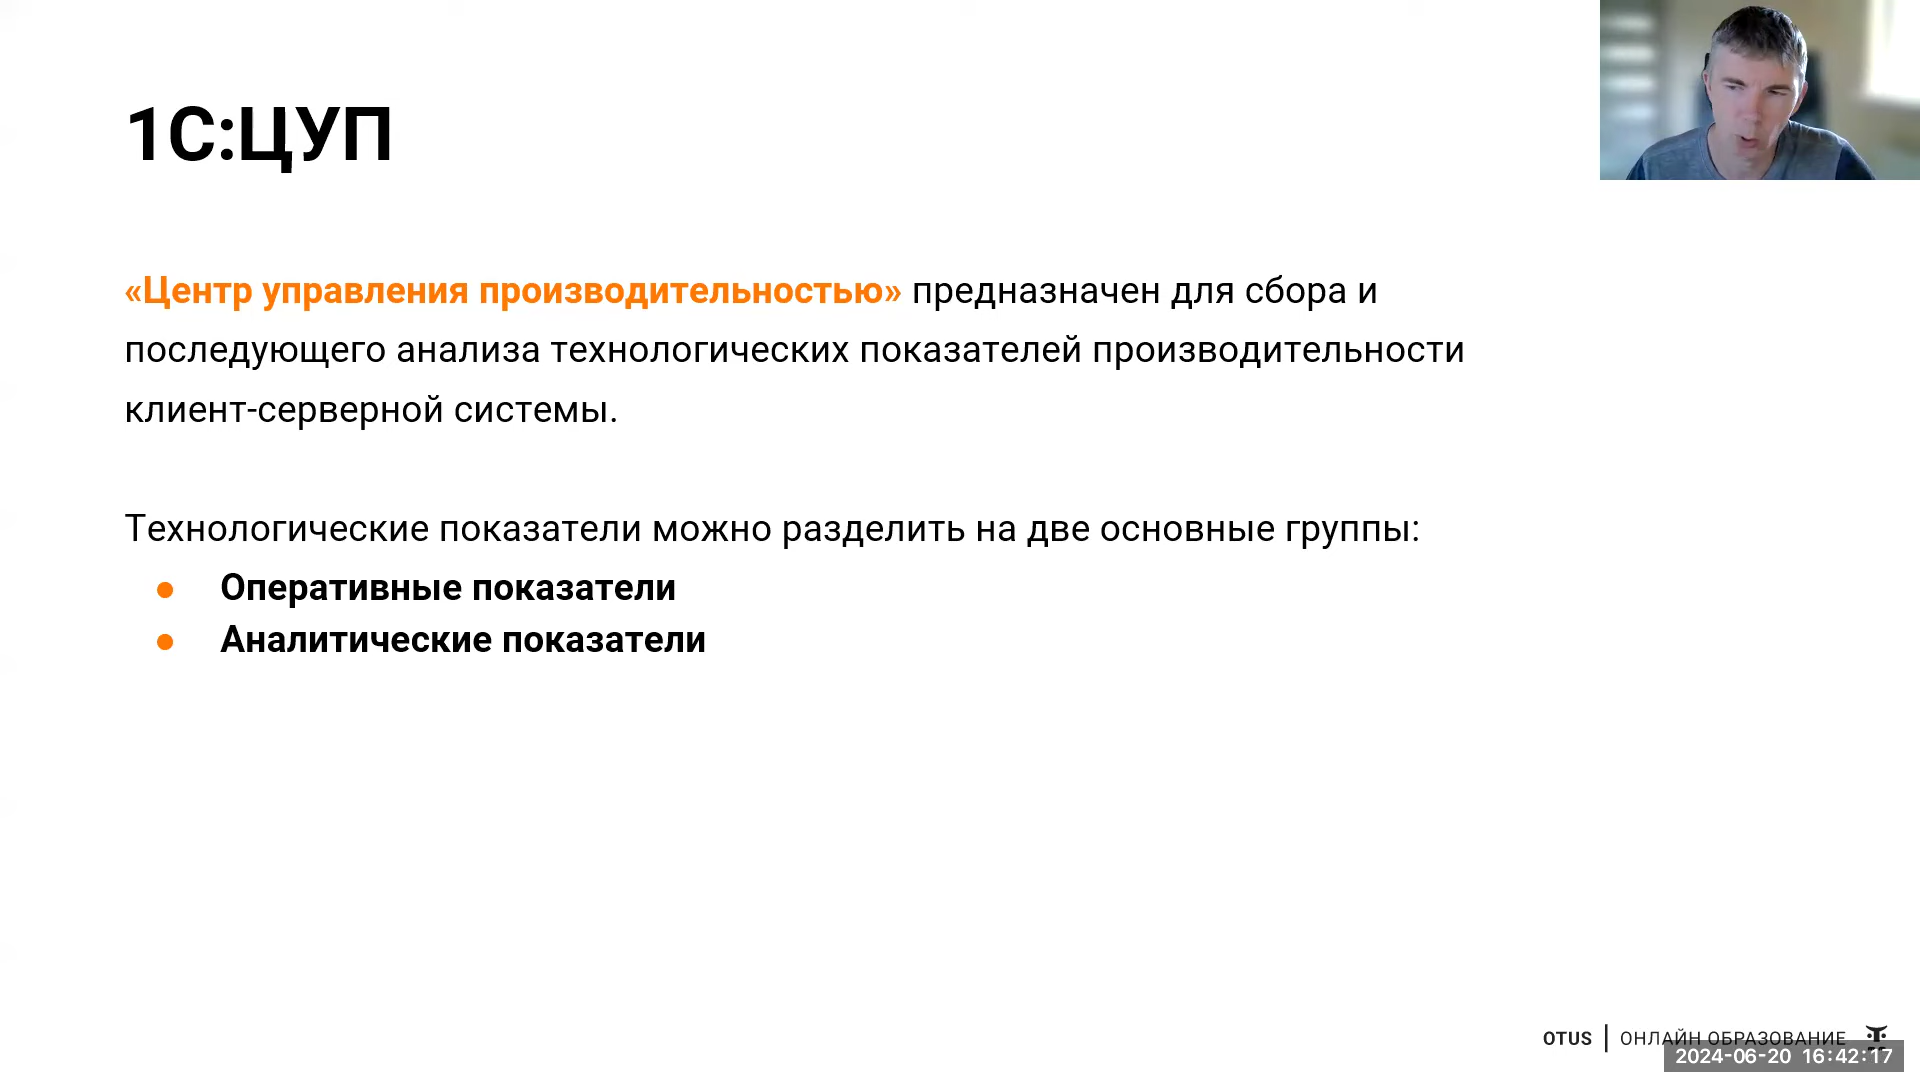 1С:ЦУП
«Центр управления производительностью» предназначен для сбора и
последующего анализа технологических показателей производительности
клиент-серверной системы.
Технологические показатели можно разделить на две основные группы:
● Оперативные показатели
● Аналитические показатели
OTUS | ОНЛАЙН ОБРАЗОВАНИЕ
2024-06-20 16:42:17